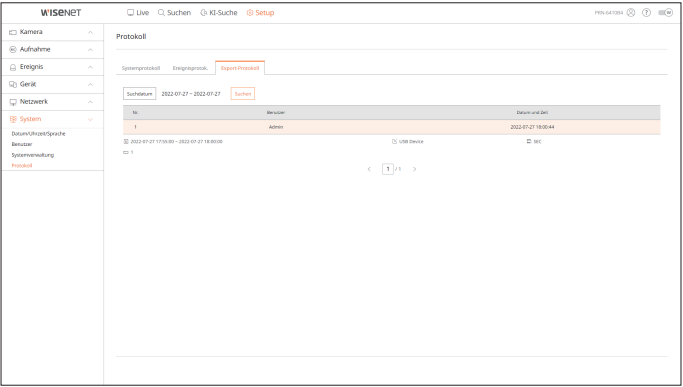 WISENET
Live Suchen KI-Suche Setup
PRN-6410B4
Kamera
Aufnahme
Ereignis
Gerät
Netzwerk
System
Datum/Uhrzeit/Sprache
Benutzer
Systemverwaltung
Protokoll
Protokoll
Systemprotokoll Ereignisprotok. Export-Protokoll
Suchdatum 2022-07-27 ~ 2022-07-27 Suchen
Nr. Benutzer Datum und Zeit
1 Admin 2022-07-27 18:06:44
2022-07-27 17:55:00 ~ 2022-07-27 18:00:00 USB Device SEC
1
< 1 / 1 >